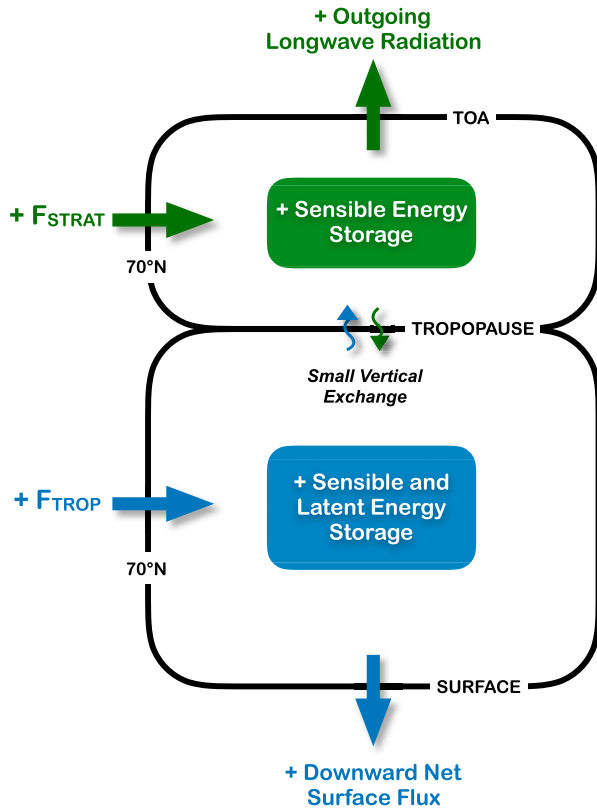 + Outgoing
Longwave Radiation
TOA
+ FSTRAT
+ Sensible Energy
Storage
70°N
TROPOPAUSE
Small Vertical
Exchange
+ FTROP
+ Sensible and
Latent Energy
Storage
70°N
SURFACE
+ Downward Net
Surface Flux